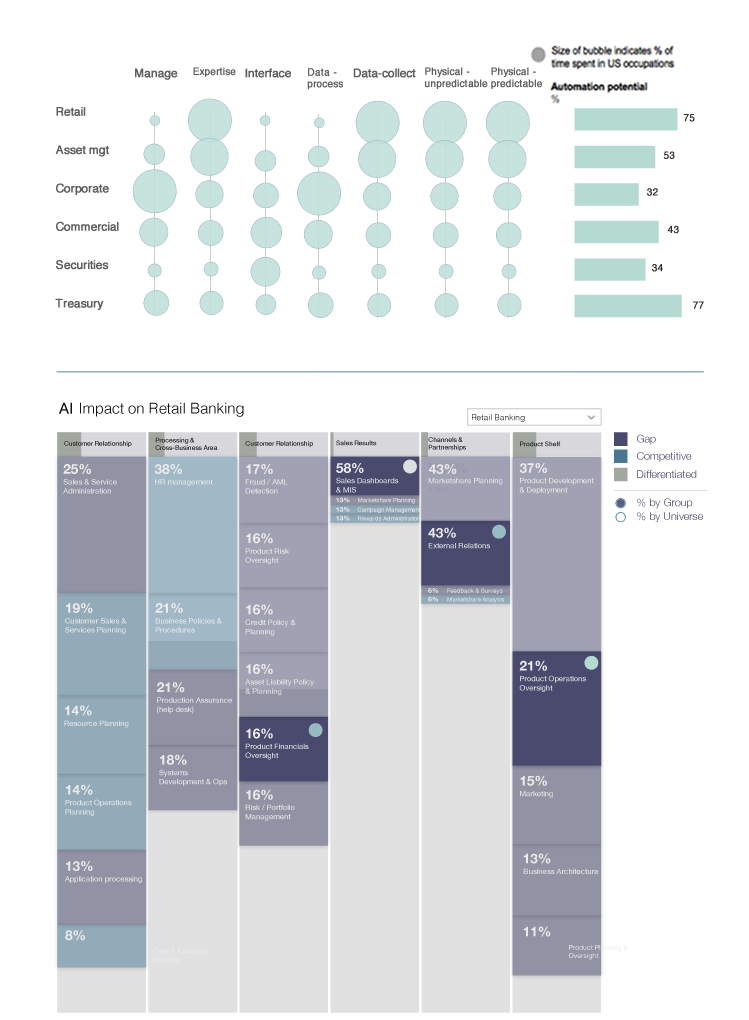 Size of bubble indicates % of
time spent in US occupations
Manage
Expertise
Interface
Data -
process
Data-collect
Physical -
unpredictable
Physical -
predictable
Automation potential
%
Retail
75
Asset mgt
53
Corporate
32
Commercial
43
Securities
34
Treasury
77
AI Impact on Retail Banking
Retail Banking
Customer Relationship
Processing &
Cross-Business Area
Customer Relationship
Sales Results
Channels &
Partnerships
Product Shelf
Gap
Competitive
Differentiated
% by Group
% by Universe
25%
Sales & Service
Administration
19%
Customer Sales &
Services Planning
14%
Resource Planning
14%
Product Operations
Planning
13%
Application processing
8%
38%
HR management
21%
Business Policies &
Procedures
21%
Production Assurance
(help desk)
18%
Systems
Development & Ops
17%
Fraud / AML
Detection
16%
Product Risk
Oversight
16%
Credit Policy &
Planning
16%
Asset Liability Policy
& Planning
16%
Product Financials
Oversight
16%
Risk / Portfolio
Management
58%
Sales Dashboards
& MIS
13% Marketshare Planning
13% Campaign Managemen
13% Rewards Administration
43%
Marketshare Planning
43%
External Relations
6% Feedback & Surveys
6% Marketshare Analysis
37%
Product Development
& Deployment
21%
Product Operations
Oversight
15%
Marketing
13%
Business Architecture
11%
Product Planning &
Oversight